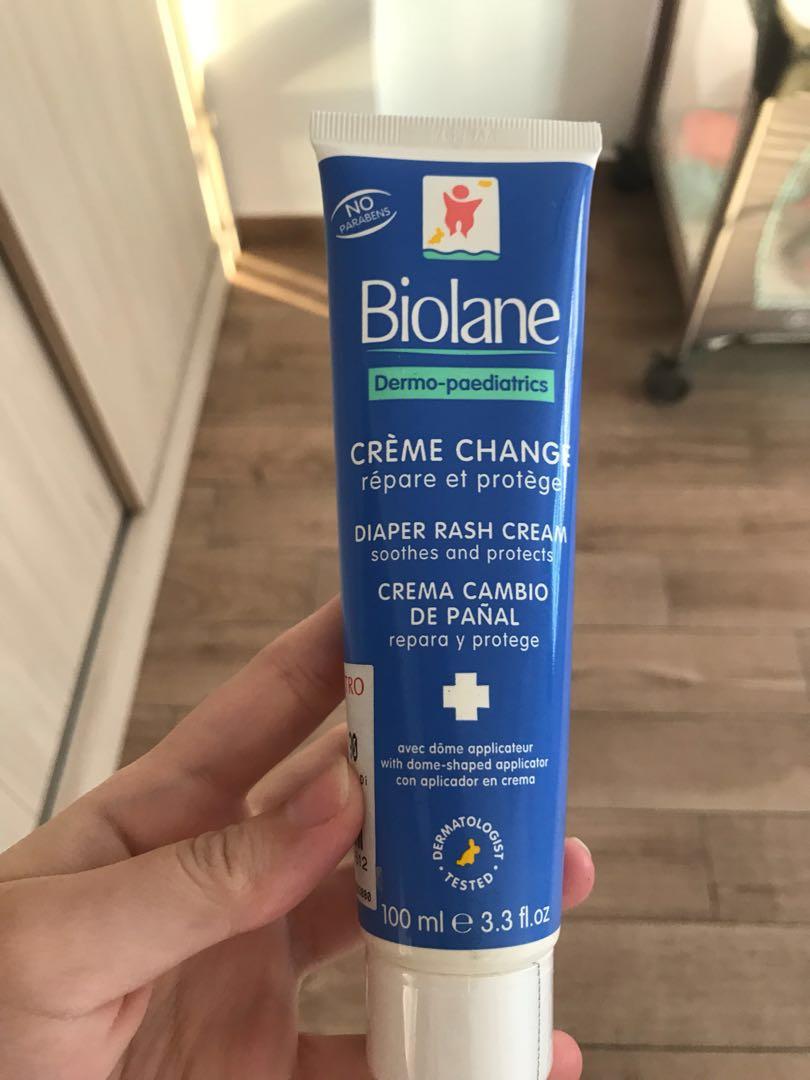 NO
PARABENS
Biolane
Dermo-paediatrics
CRÈME CHANGE
répare et protège
DIAPER RASH CREAM
soothes and protects
CREMA CAMBIO
DE PAÑAL
repara y protege
avec dôme applicateur
with dome-shaped applicator
con aplicador en crema
DERMATOLOGIST
• TESTED •
100 ml e 3.3 fl.oz